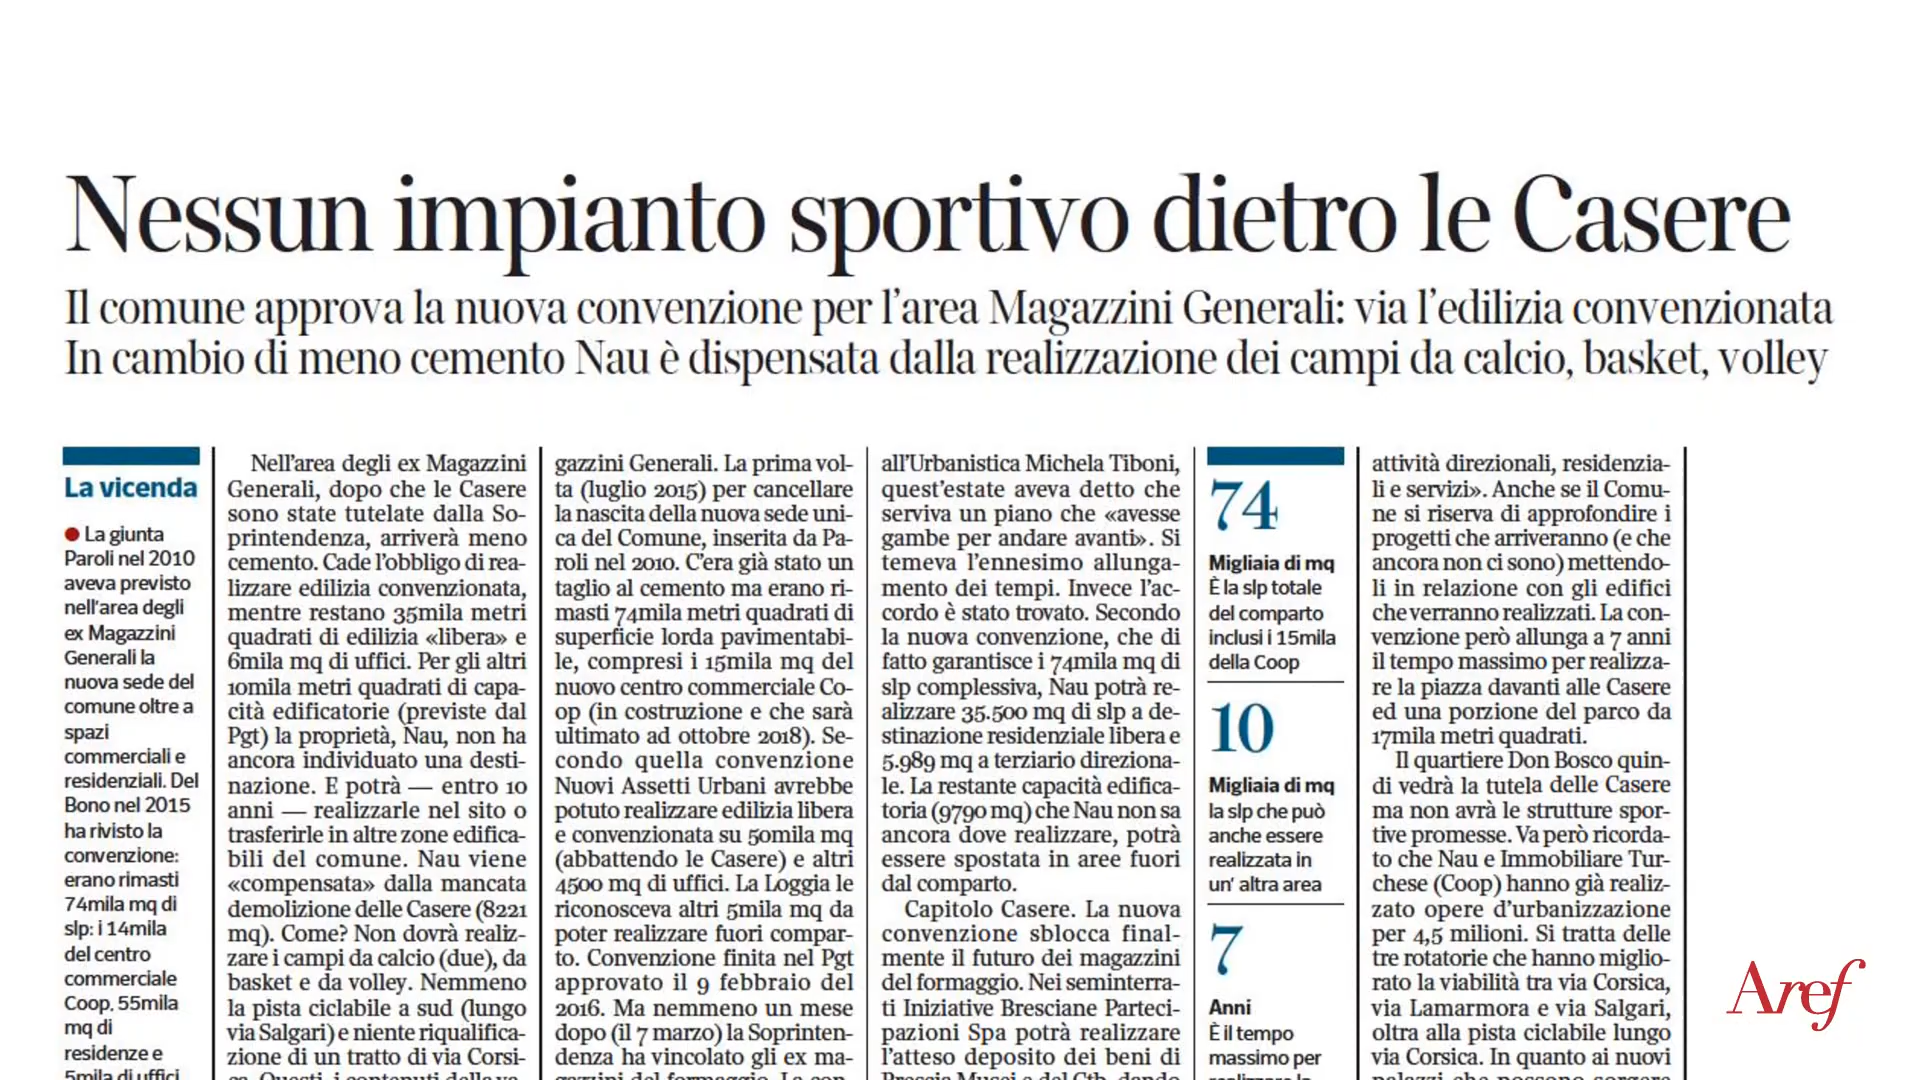 Nessun impianto sportivo dietro le Casere
Il comune approva la nuova convenzione per l'area Magazzini Generali: via l'edilizia convenzionata
In cambio di meno cemento Nau è dispensata dalla realizzazione dei campi da calcio, basket, volley
La vicenda
● La giunta
Paroli nel 2010
aveva previsto
nell'area degli
ex Magazzini
Generali la
nuova sede del
comune oltre a
spazi
commerciali e
residenziali. Del
Bono nel 2015
ha rivisto la
convenzione:
erano rimasti
74mila mq di
slp: i 14mila
del centro
commerciale
Coop, 55mila
mq di
residenze e
5mila di uffici
Nell'area degli ex Magazzini
Generali, dopo che le Casere
sono state tutelate dalla So-
printendenza, arriverà meno
cemento. Cade l'obbligo di rea-
lizzare edilizia convenzionata,
mentre restano 35mila metri
quadrati di edilizia «libera» e
6mila mq di uffici. Per gli altri
10mila metri quadrati di capa-
cità edificatorie (previste dal
Pgt) la proprietà, Nau, non ha
ancora individuato una desti-
nazione. E potrà — entro 10
anni — realizzarle nel sito o
trasferirle in altre zone edifica-
bili del comune. Nau viene
«compensata» dalla mancata
demolizione delle Casere (8221
mq). Come? Non dovrà realiz-
zare i campi da calcio (due), da
basket e da volley. Nemmeno
la pista ciclabile a sud (lungo
via Salgari) e niente riqualifica-
zione di un tratto di via Corsi-
ca. Questi i contenuti della
gazzini Generali. La prima vol-
ta (luglio 2015) per cancellare
la nascita della nuova sede uni-
ca del Comune, inserita da Pa-
roli nel 2010. C'era già stato un
taglio al cemento ma erano ri-
masti 74mila metri quadrati di
superficie lorda pavimentabi-
le, compresi i 15mila mq del
nuovo centro commerciale Co-
op (in costruzione e che sarà
ultimato ad ottobre 2018). Se-
condo quella convenzione
Nuovi Assetti Urbani avrebbe
potuto realizzare edilizia libera
e convenzionata su 50mila mq
(abbattendo le Casere) e altri
4500 mq di uffici. La Loggia le
riconosceva altri 5mila mq da
poter realizzare fuori compar-
to. Convenzione finita nel Pgt
approvato il 9 febbraio del
2016. Ma nemmeno un mese
dopo (il 7 marzo) la Soprinten-
denza ha vincolato gli ex ma-
gazzini del formaggio. La con-
all'Urbanistica Michela Tiboni,
quest'estate aveva detto che
serviva un piano che «avesse
gambe per andare avanti». Si
temeva l'ennesimo allunga-
mento dei tempi. Invece l'ac-
cordo è stato trovato. Secondo
la nuova convenzione, che di
fatto garantisce i 74mila mq di
slp complessiva, Nau potrà re-
alizzare 35.500 mq di slp a de-
stinazione residenziale libera e
5.989 mq a terziario direziona-
le. La restante capacità edifica-
toria (9790 mq) che Nau non sa
ancora dove realizzare, potrà
essere spostata in aree fuori
dal comparto.
Capitolo Casere. La nuova
convenzione sblocca final-
mente il futuro dei magazzini
del formaggio. Nei seminterra-
ti Iniziative Bresciane Parteci-
pazioni Spa potrà realizzare
l'atteso deposito dei beni di
Brescia Musei e del Ctb, dando
74
Migliaia di mq
È la slp totale
del comparto
inclusi i 15mila
della Coop
10
Migliaia di mq
la slp che può
anche essere
realizzata in
un' altra area
7
Anni
È il tempo
massimo per
realizzare la
attività direzionali, residenzia-
li e servizi». Anche se il Comu-
ne si riserva di approfondire i
progetti che arriveranno (e che
ancora non ci sono) mettendo-
li in relazione con gli edifici
che verranno realizzati. La con-
venzione però allunga a 7 anni
il tempo massimo per realizza-
re la piazza davanti alle Casere
ed una porzione del parco da
17mila metri quadrati.
Il quartiere Don Bosco quin-
di vedrà la tutela delle Casere
ma non avrà le strutture spor-
tive promesse. Va però ricorda-
to che Nau e Immobiliare Tur-
chese (Coop) hanno già realiz-
zato opere d'urbanizzazione
per 4,5 milioni. Si tratta delle
tre rotatorie che hanno miglio-
rato la viabilità tra via Corsica,
via Lamarmora e via Salgari,
oltra alla pista ciclabile lungo
via Corsica. In quanto ai nuovi
palazzi che possono sorgere
Aref